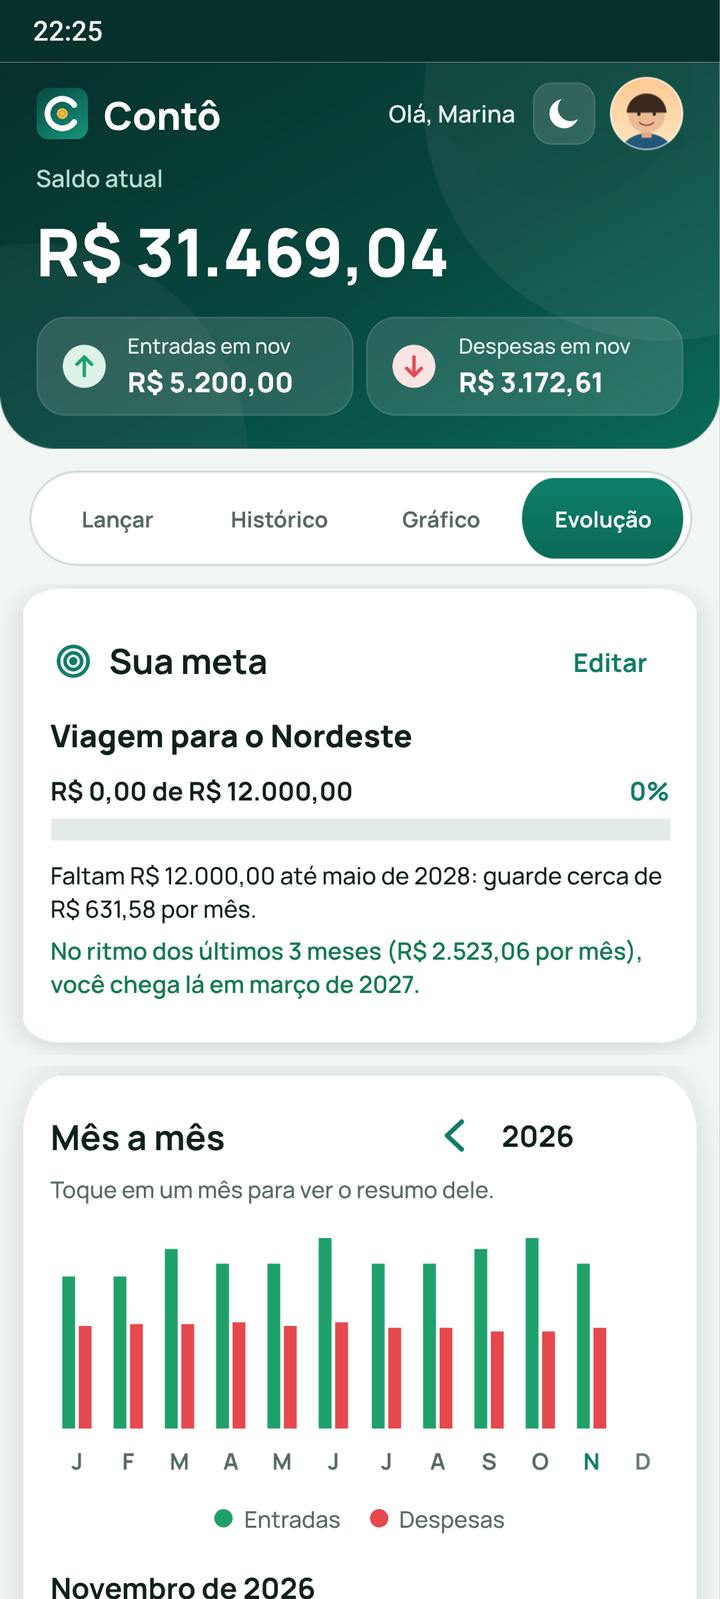 22:25
Contô
Olá, Marina
Saldo atual
R$ 31.469,04
Entradas em nov
R$ 5.200,00
Despesas em nov
R$ 3.172,61
Lançar
Histórico
Gráfico
Evolução
Sua meta
Editar
Viagem para o Nordeste
R$ 0,00 de R$ 12.000,00
0%
Faltam R$ 12.000,00 até maio de 2028: guarde cerca de
R$ 631,58 por mês.
No ritmo dos últimos 3 meses (R$ 2.523,06 por mês),
você chega lá em março de 2027.
Mês a mês
2026
Toque em um mês para ver o resumo dele.
J F M A M J J A S O N D
Entradas
Despesas
Novembro de 2026